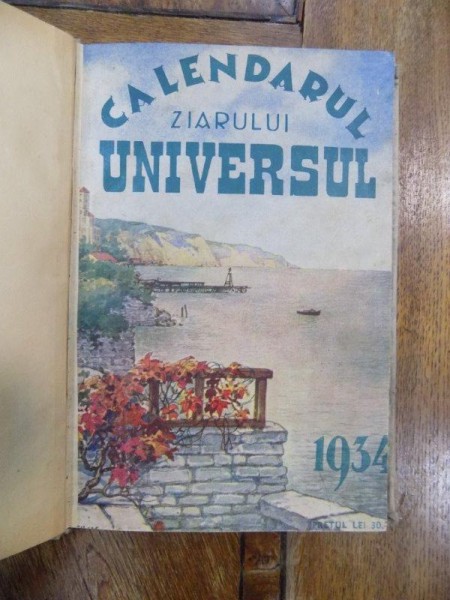 CALENDARUL
ZIARULUI
UNIVERSUL
1934
PREȚUL LEI 30.